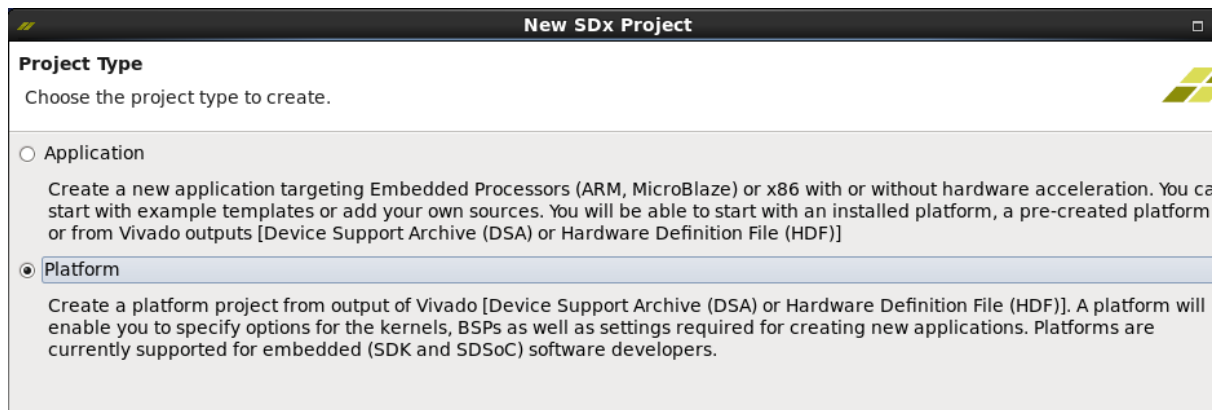 New SDx Project
Project Type
Choose the project type to create.
Application
Create a new application targeting Embedded Processors (ARM, MicroBlaze) or x86 with or without hardware acceleration. You ca
start with example templates or add your own sources. You will be able to start with an installed platform, a pre-created platform
or from Vivado outputs [Device Support Archive (DSA) or Hardware Definition File (HDF)]
Platform
Create a platform project from output of Vivado [Device Support Archive (DSA) or Hardware Definition File (HDF)]. A platform will
enable you to specify options for the kernels, BSPs as well as settings required for creating new applications. Platforms are
currently supported for embedded (SDK and SDSoC) software developers.